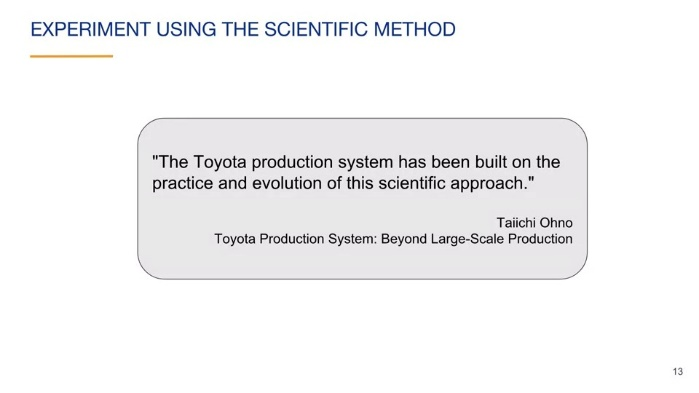 EXPERIMENT USING THE SCIENTIFIC METHOD
"The Toyota production system has been built on the
practice and evolution of this scientific approach."
Taiichi Ohno
Toyota Production System: Beyond Large-Scale Production
13